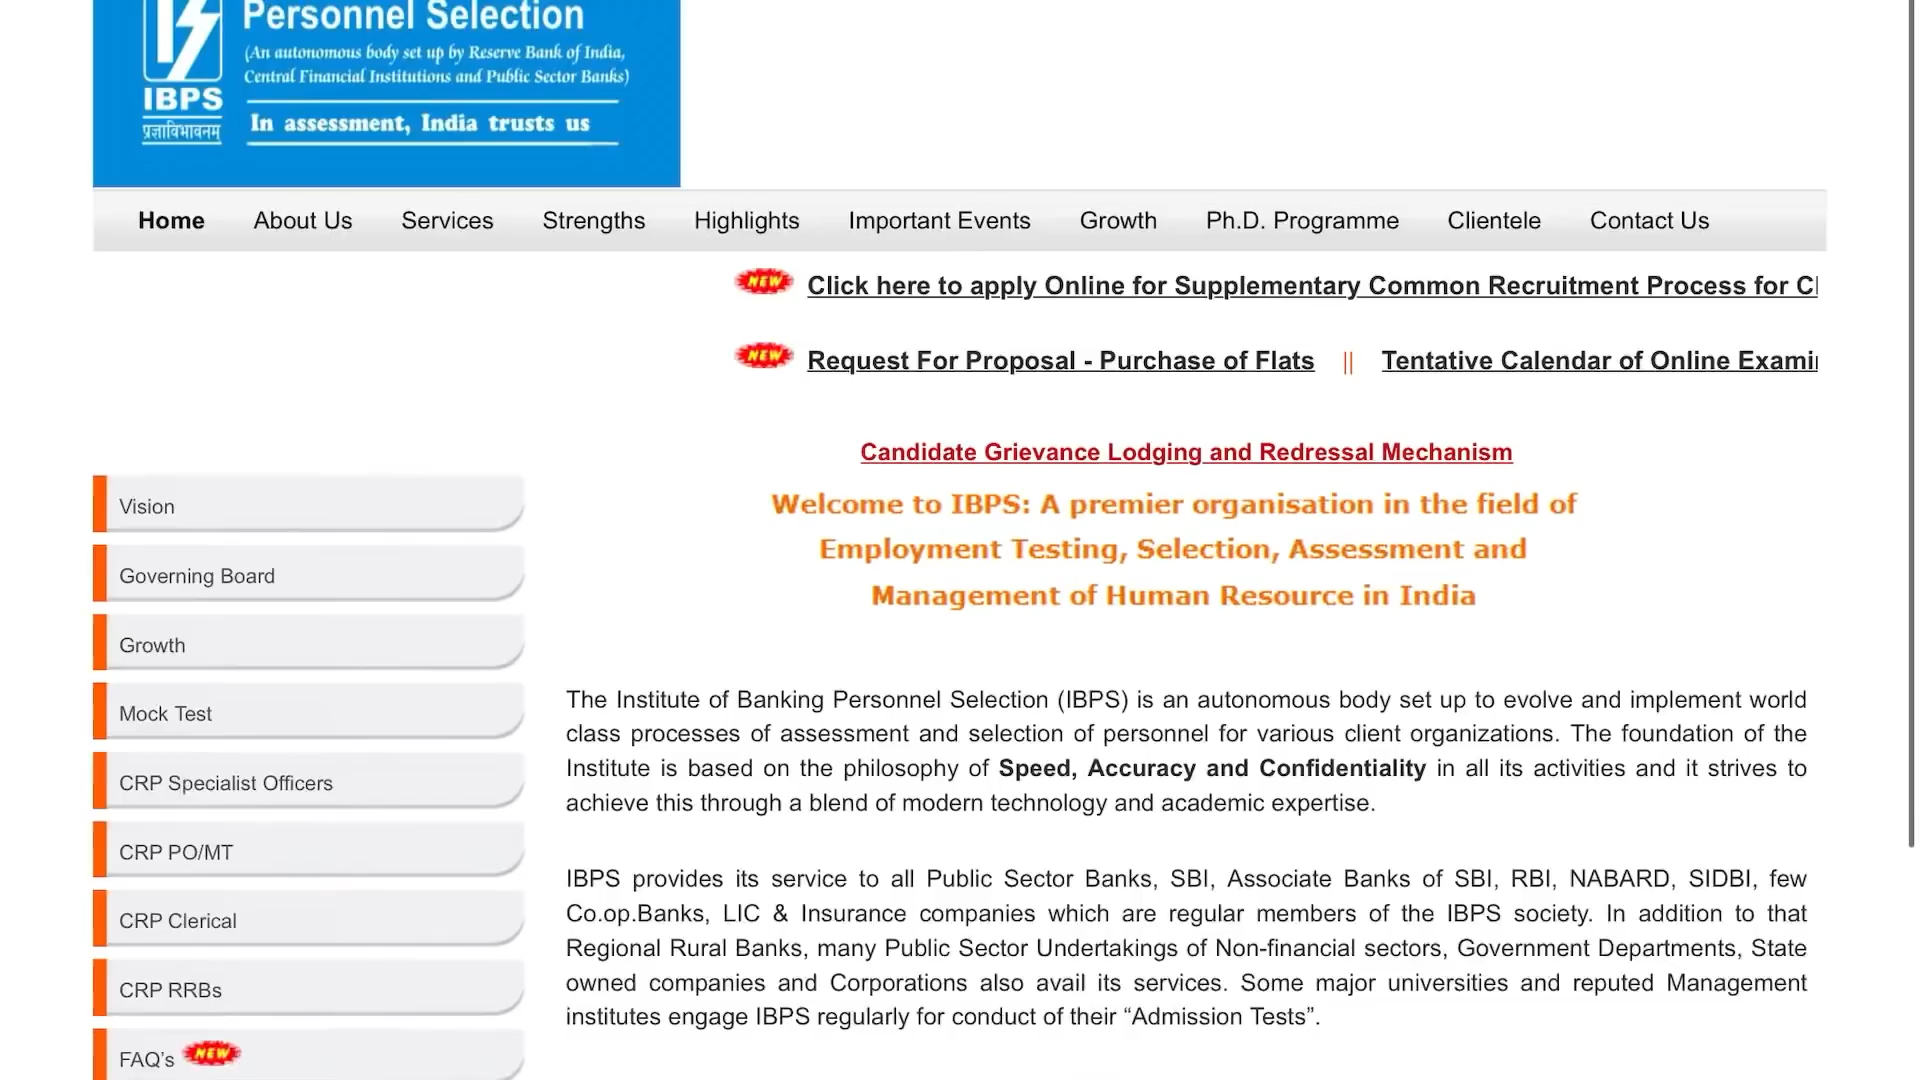 Personnel Selection
(An autonomous body set up by Reserve Bank of India,
Central Financial Institutions and Public Sector Banks)
IBPS
प्रज्ञाविभावनम्
In assessment, India trusts us
Home About Us Services Strengths Highlights Important Events Growth Ph.D. Programme Clientele Contact Us
NEW Click here to apply Online for Supplementary Common Recruitment Process for
NEW Request For Proposal - Purchase of Flats || Tentative Calendar of Online
Candidate Grievance Lodging and Redressal Mechanism
Welcome to IBPS: A premier organisation in the field of
Employment Testing, Selection, Assessment and
Management of Human Resource in India
Vision
Governing Board
Growth
Mock Test
CRP Specialist Officers
CRP PO/MT
CRP Clerical
CRP RRBs
FAQ's NEW
The Institute of Banking Personnel Selection (IBPS) is an autonomous body set up to evolve and implement world
class processes of assessment and selection of personnel for various client organizations. The foundation of the
Institute is based on the philosophy of Speed, Accuracy and Confidentiality in all its activities and it strives to
achieve this through a blend of modern technology and academic expertise.
IBPS provides its service to all Public Sector Banks, SBI, Associate Banks of SBI, RBI, NABARD, SIDBI, few
Co.op.Banks, LIC & Insurance companies which are regular members of the IBPS society. In addition to that
Regional Rural Banks, many Public Sector Undertakings of Non-financial sectors, Government Departments, State
owned companies and Corporations also avail its services. Some major universities and reputed Management
institutes engage IBPS regularly for conduct of their “Admission Tests”.